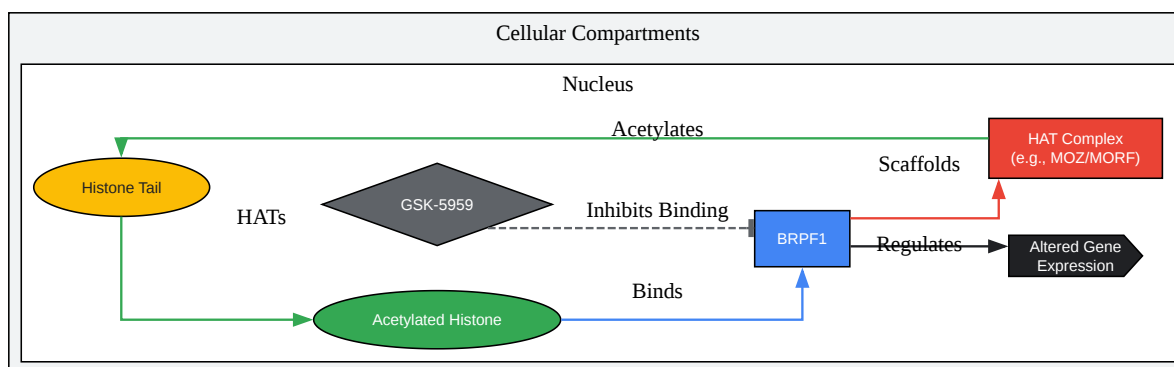 Cellular Compartments
Nucleus
Acetylates
HAT Complex
(e.g., MOZ/MORF)
Scaffolds
Histone Tail
GSK-5959
HATs
Inhibits Binding
BRPF1
Regulates
Altered Gene
Expression
Binds
Acetylated Histone